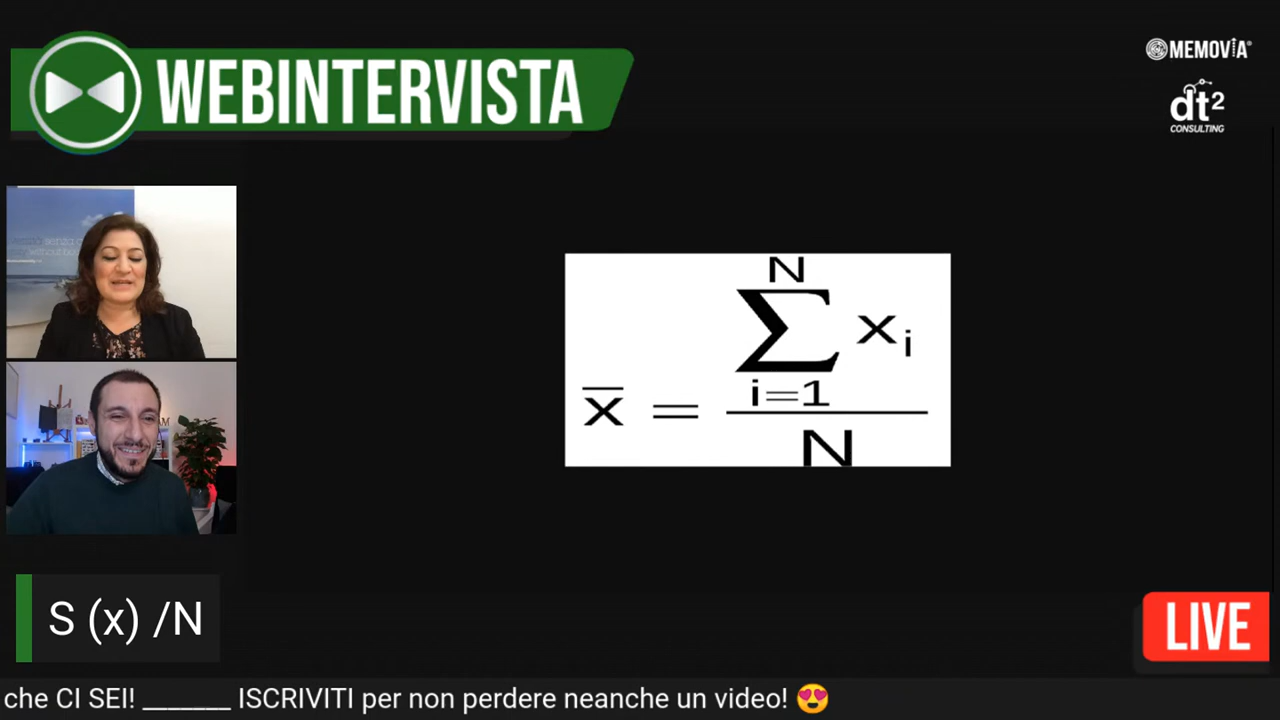 WEBINTERVISTA
MEMOVIA®
dt²
CONSULTING
N
∑ xᵢ
i=1
x̅ =
N
S (x) /N
LIVE
che CI SEI! _______ ISCRIVITI per non perdere neanche un video! 😍